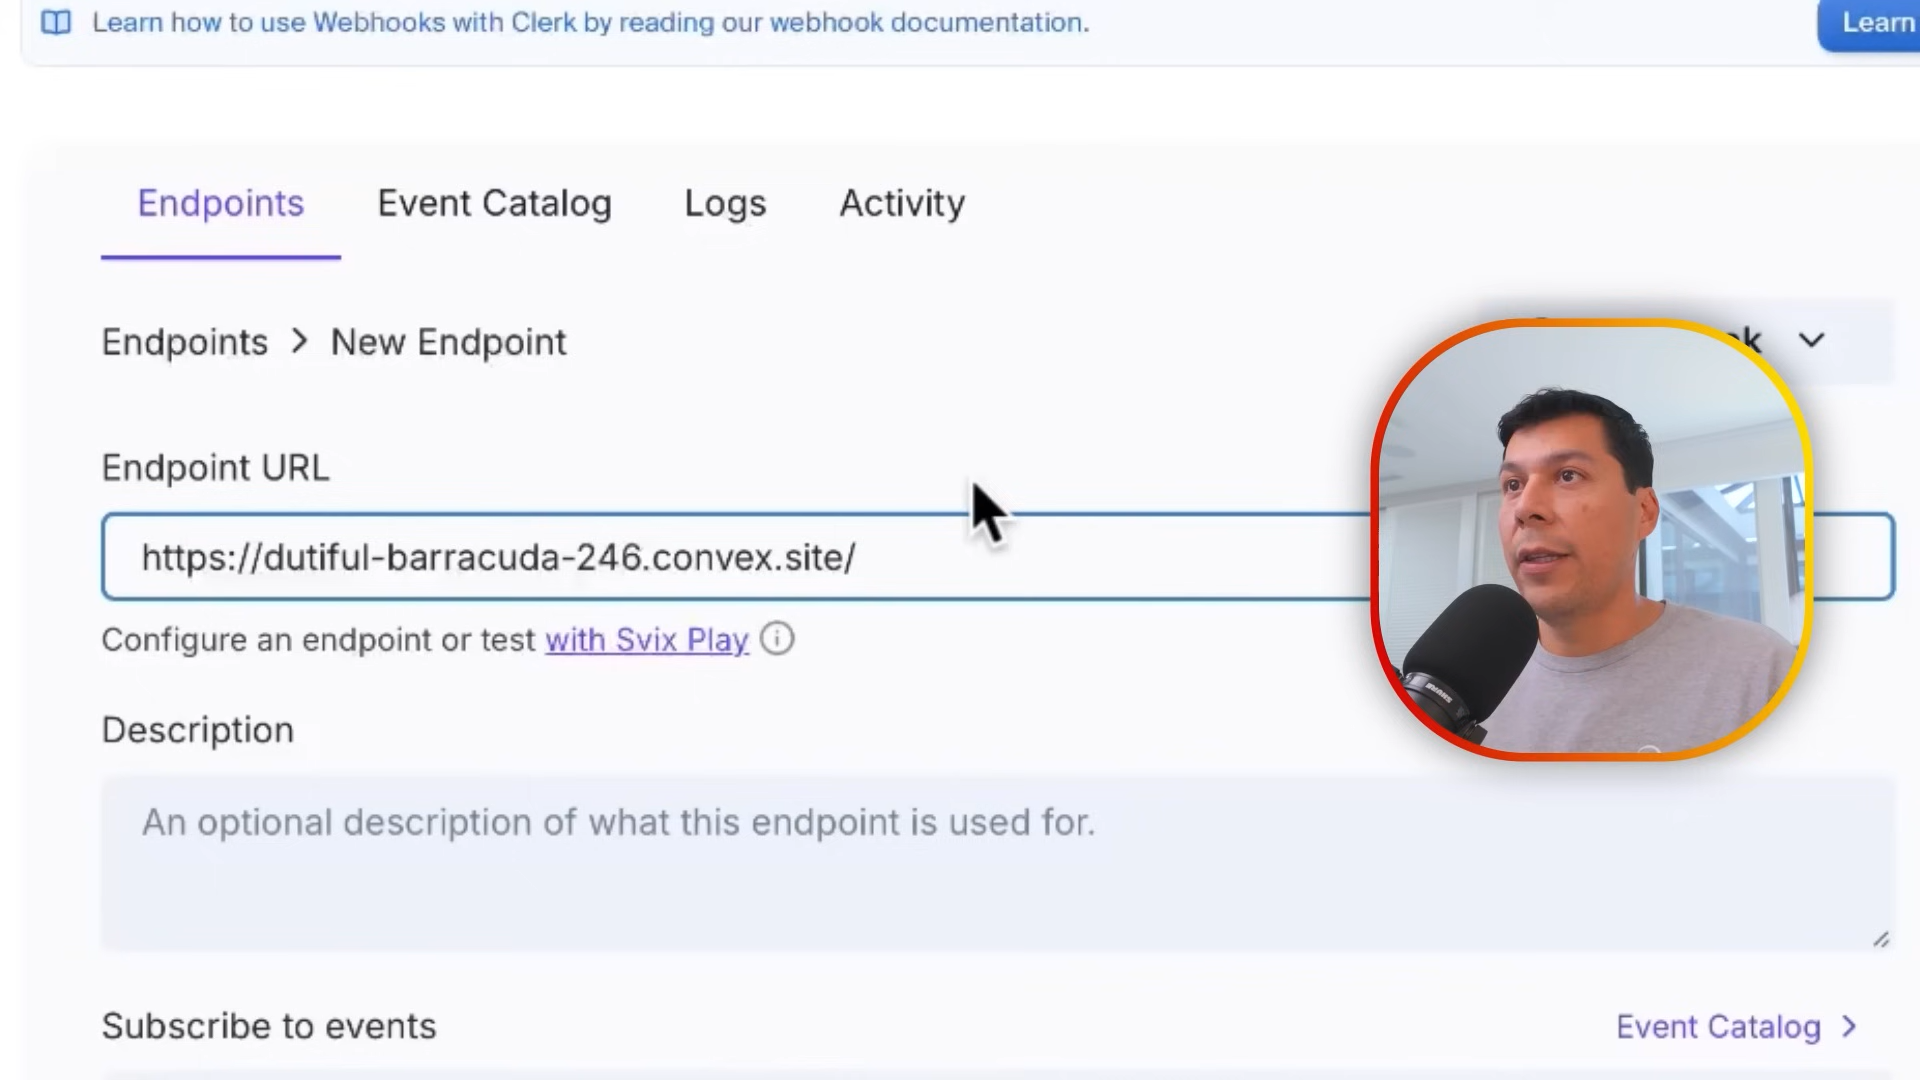 Learn how to use Webhooks with Clerk by reading our webhook documentation.
Learn
Endpoints Event Catalog Logs Activity
Endpoints > New Endpoint
Endpoint URL
https://dutiful-barracuda-246.convex.site/
Configure an endpoint or test with Svix Play
Description
An optional description of what this endpoint is used for.
Subscribe to events
Event Catalog >